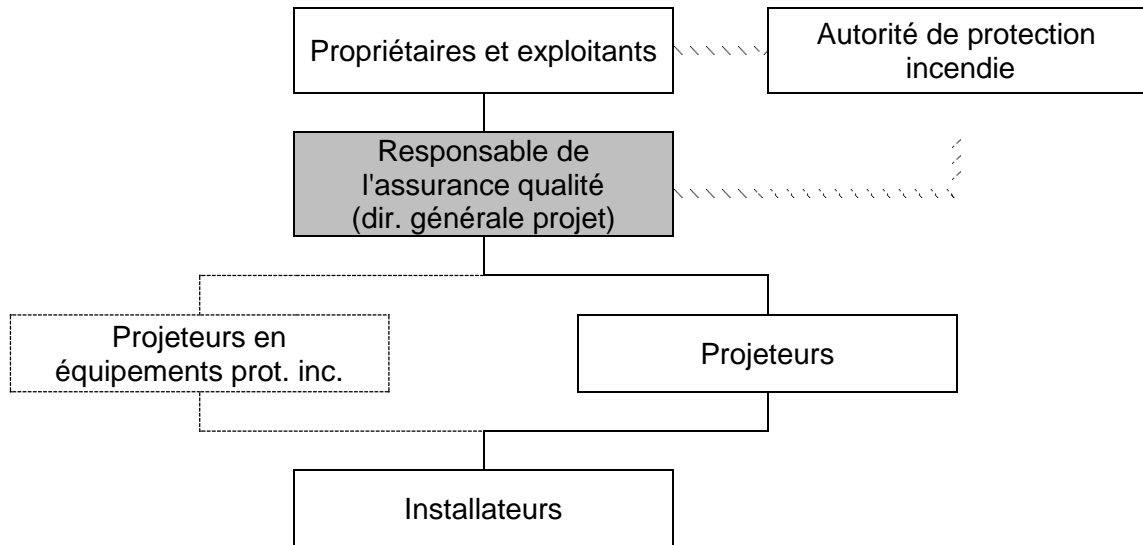 Propriétaires et exploitants
Autorité de protection
incendie
Responsable de
l'assurance qualité
(dir. générale projet)
Projeteurs en
équipements prot. inc.
Projeteurs
Installateurs